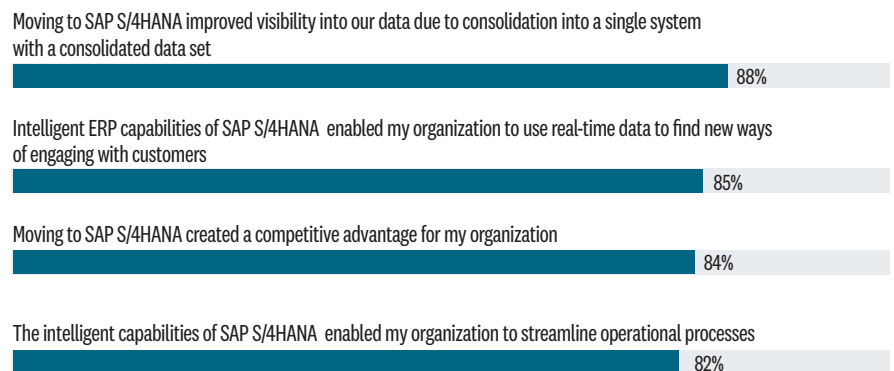 Moving to SAP S/4HANA improved visibility into our data due to consolidation into a single system
with a consolidated data set
88%
Intelligent ERP capabilities of SAP S/4HANA enabled my organization to use real-time data to find new ways
of engaging with customers
85%
Moving to SAP S/4HANA created a competitive advantage for my organization
84%
The intelligent capabilities of SAP S/4HANA enabled my organization to streamline operational processes
82%